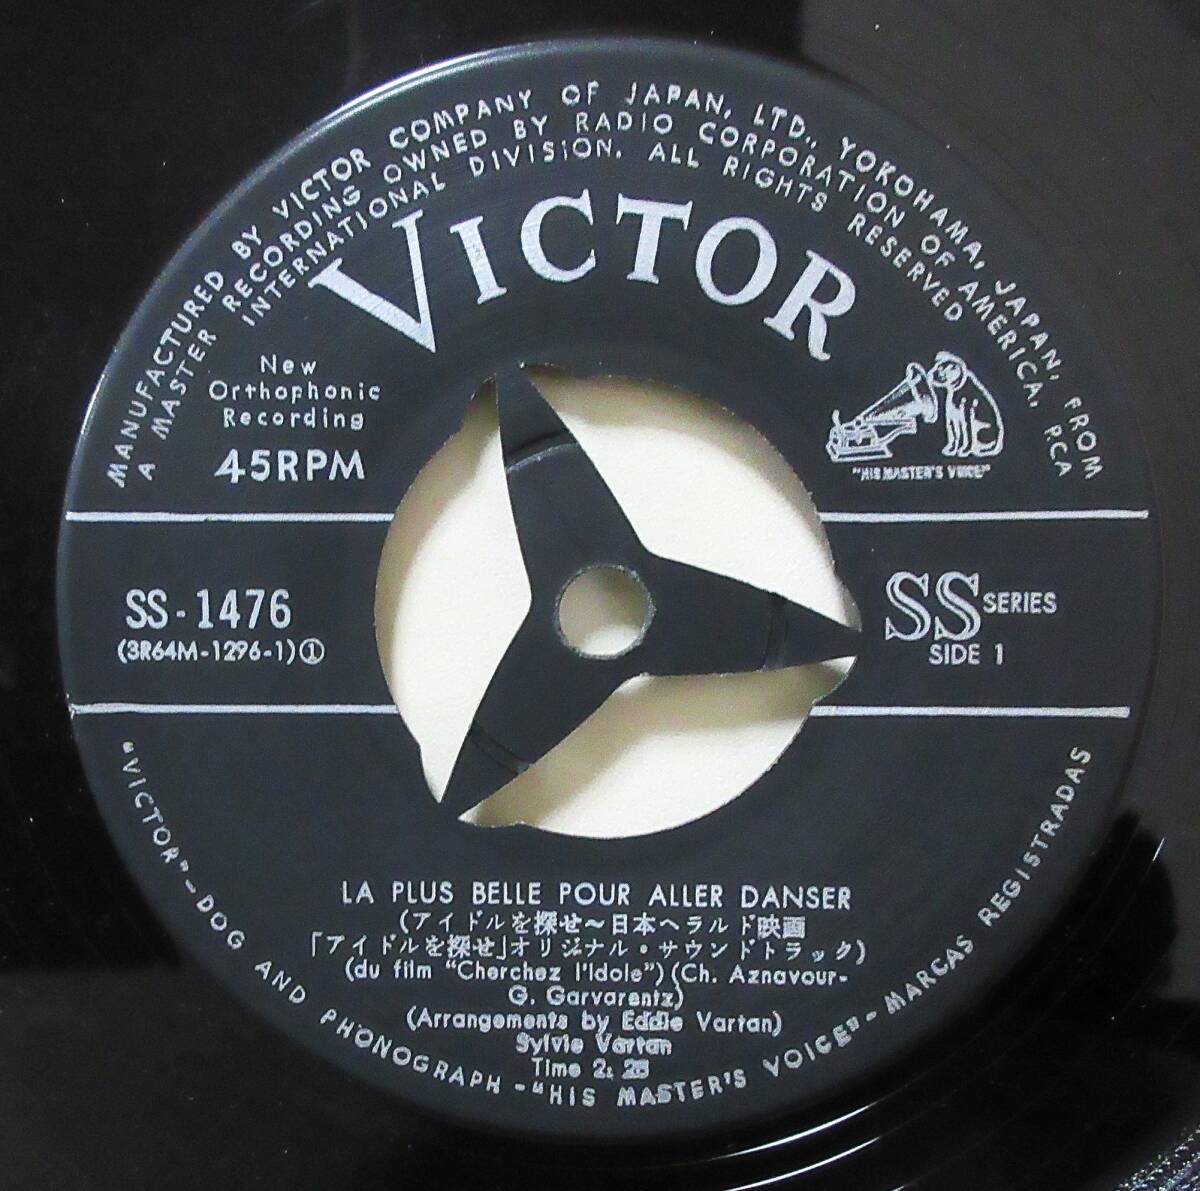 MANUFACTURED BY VICTOR COMPANY OF JAPAN, LTD., YOKOHAMA, JAPAN, FROM
A MASTER RECORDING OWNED BY RADIO CORPORATION OF AMERICA, RCA
INTERNATIONAL DIVISION. ALL RIGHTS RESERVED
VICTOR
New
Orthophonic
Recording
45RPM
"HIS MASTER'S VOICE"
SS-1476
(3R64M-1296-1)①
SS SERIES
SIDE 1
LA PLUS BELLE POUR ALLER DANSER
(アイドルを探せ~日本ヘラルド映画
「アイドルを探せ」オリジナル・サウンドトラック)
(du film "Cherchez l'Idole") (Ch. Aznavour-
G. Garvarentz)
(Arrangements by Eddie Vartan)
Sylvie Vartan
Time 2:
"VICTOR"-DOG AND PHONOGRAPH-"HIS MASTER'S VOICE"-MARCAS REGISTRADAS